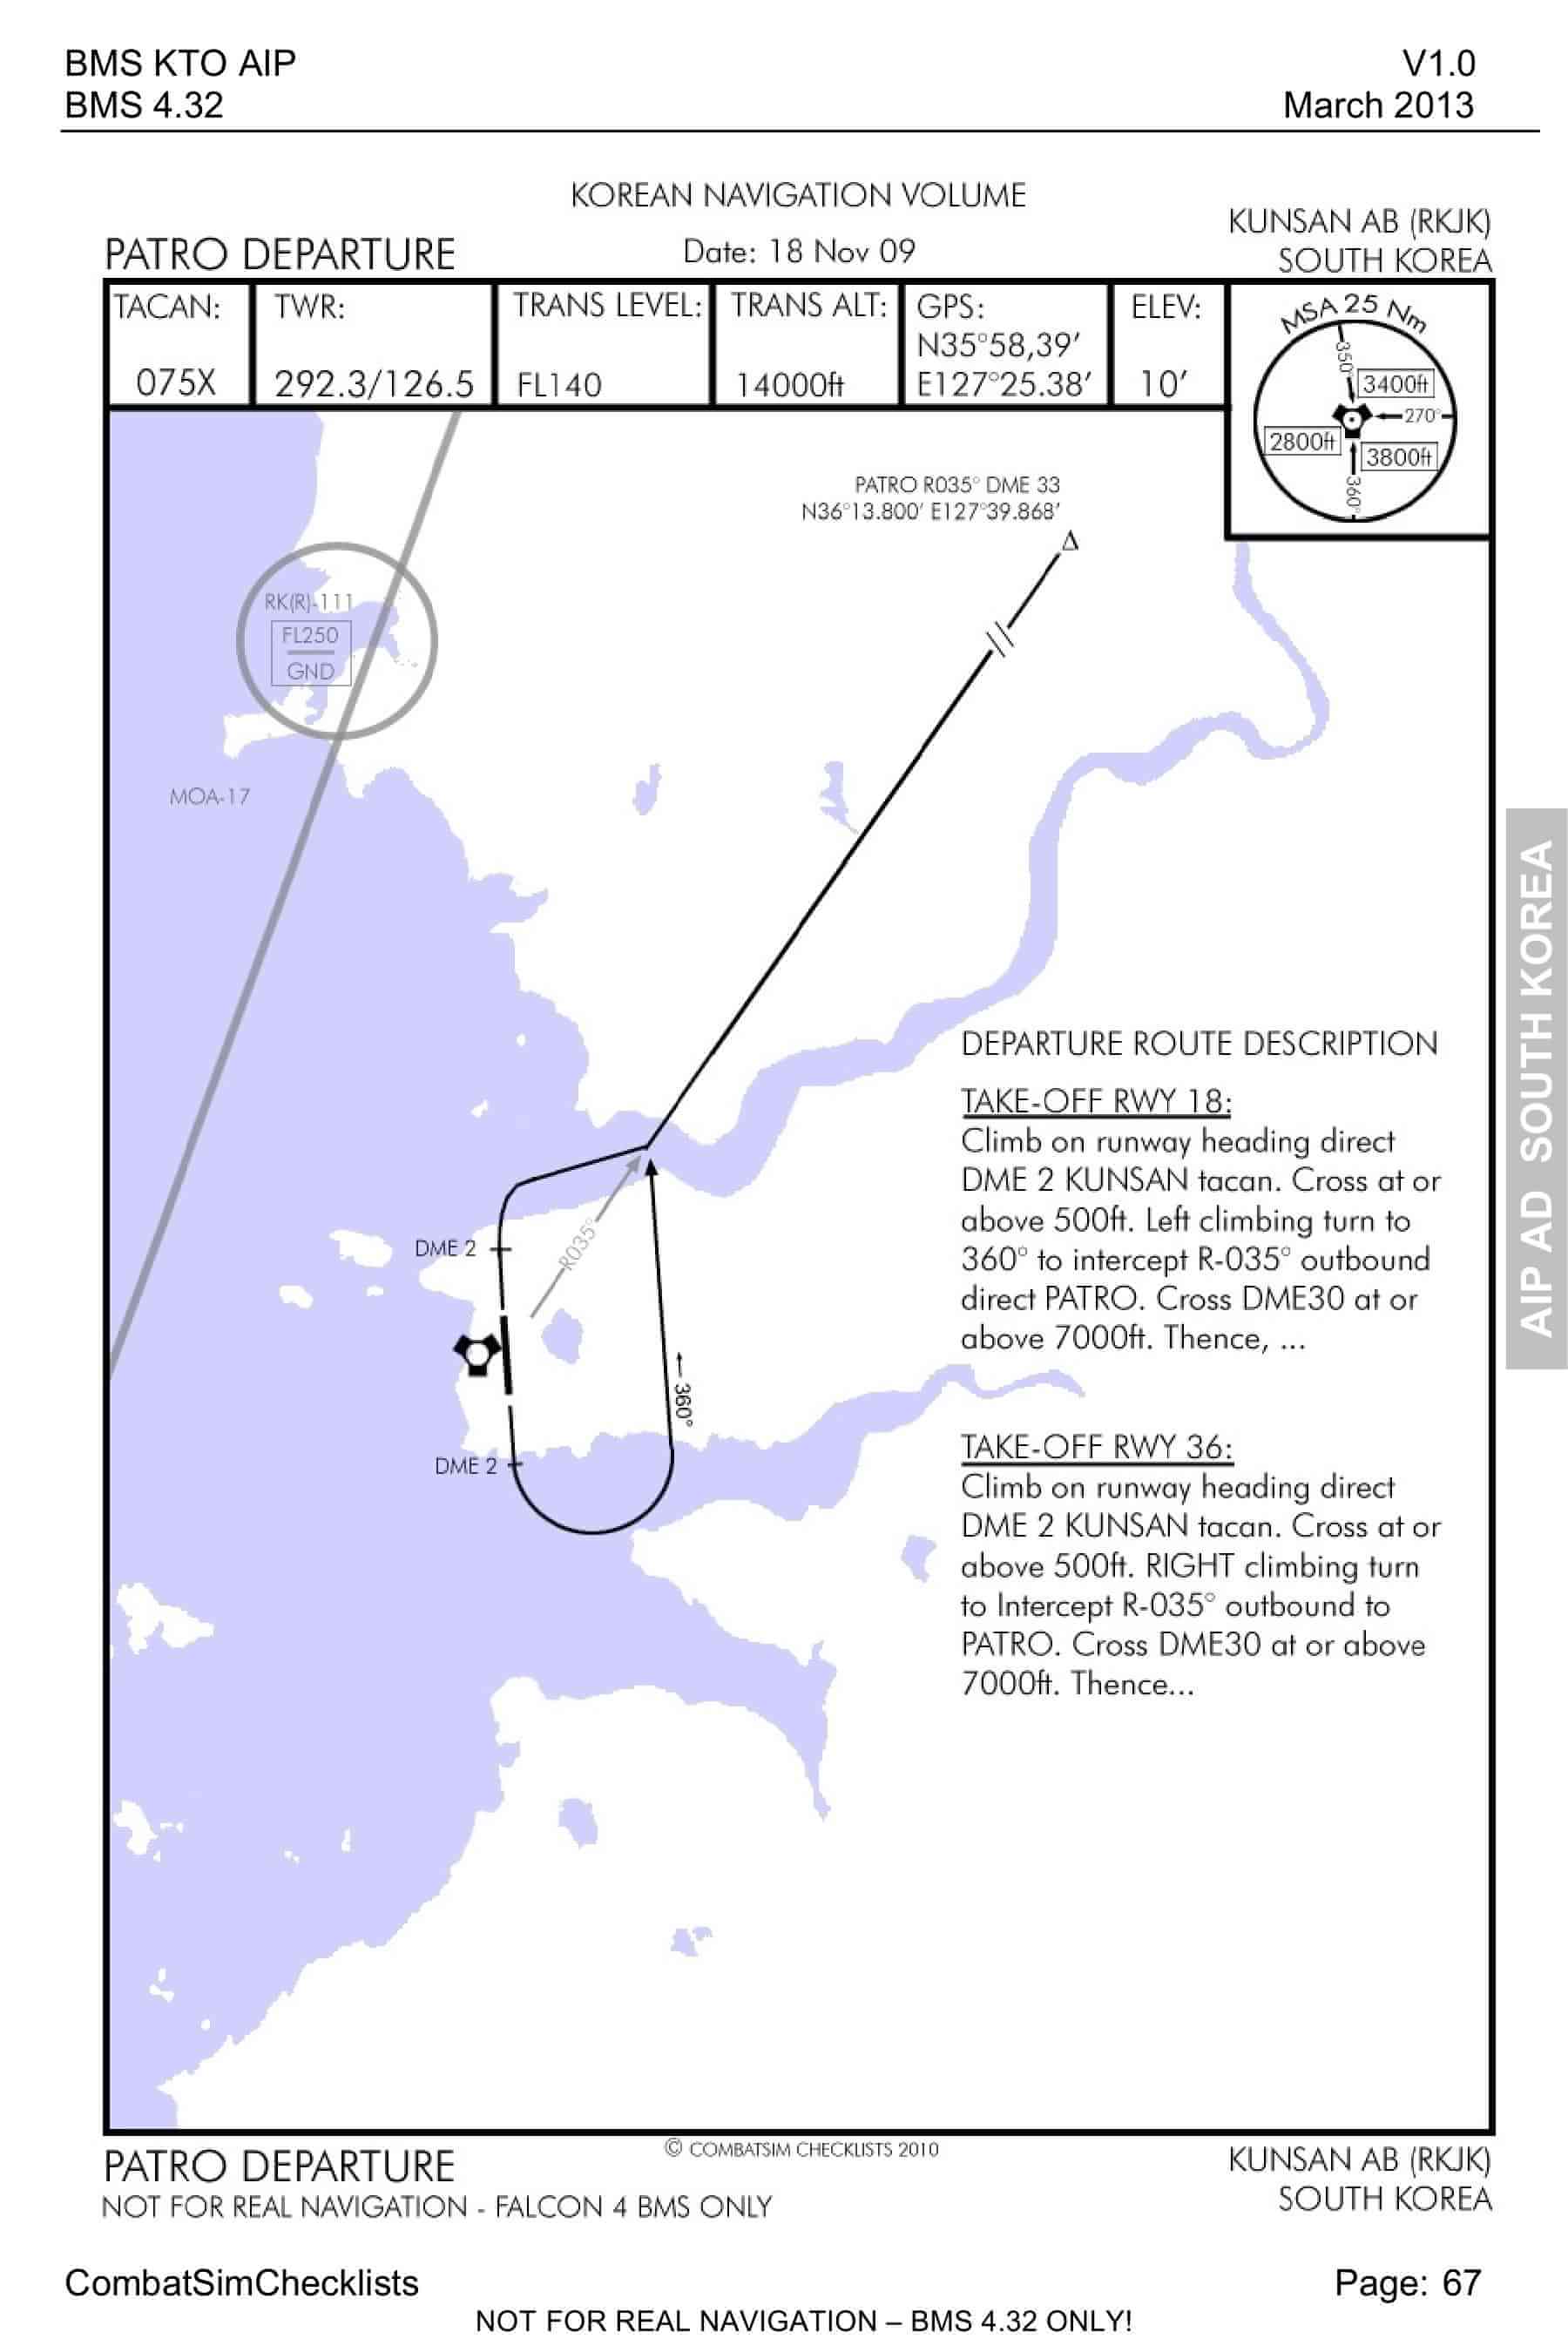 BMS KTO AIP
V1.0
BMS 4.32
March 2013
KOREAN NAVIGATION VOLUME
PATRO DEPARTURE
Date: 18 Nov 09
KUNSAN AB (RKJK)
SOUTH KOREA
TACAN:
075X
TWR:
292.3/126.5
TRANS LEVEL:
FL140
TRANS ALT:
14000ft
GPS:
N35°58,39'
E127°25.38'
ELEV:
10'
MSA 25 Nm
350°
3400ft
270°
2800ft
3800ft
360°
PATRO R035° DME 33
N36°13.800' E127°39.868'
RK(R)-111
FL250
GND
MOA-17
DEPARTURE ROUTE DESCRIPTION
TAKE-OFF RWY 18:
Climb on runway heading direct
DME 2 KUNSAN tacan. Cross at or
above 500ft. Left climbing turn to
360° to intercept R-035° outbound
direct PATRO. Cross DME30 at or
above 7000ft. Thence, ...
DME 2
R035°
360°
DME 2
TAKE-OFF RWY 36:
Climb on runway heading direct
DME 2 KUNSAN tacan. Cross at or
above 500ft. RIGHT climbing turn
to Intercept R-035° outbound to
PATRO. Cross DME30 at or above
7000ft. Thence...
AIP AD SOUTH KOREA
PATRO DEPARTURE
© COMBATSIM CHECKLISTS 2010
KUNSAN AB (RKJK)
NOT FOR REAL NAVIGATION - FALCON 4 BMS ONLY
SOUTH KOREA
CombatSimChecklists
Page: 67
NOT FOR REAL NAVIGATION – BMS 4.32 ONLY!